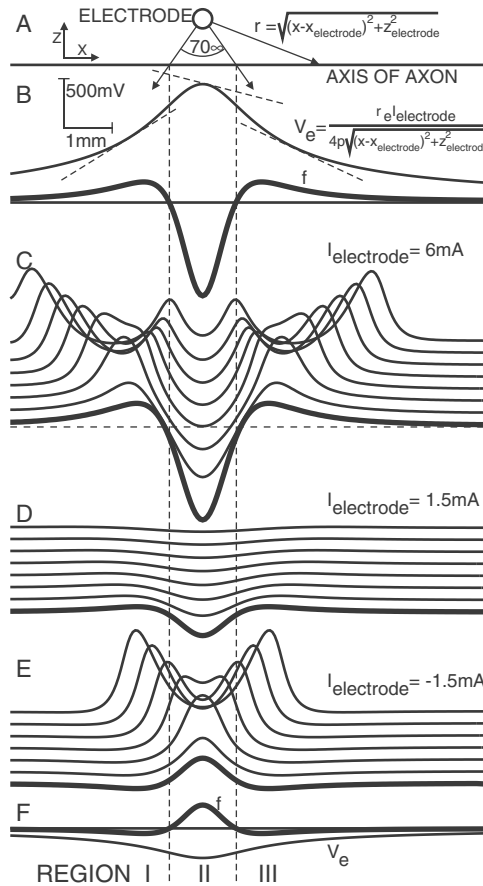 A
ELECTRODE
r = √(x-x_electrode)²+z²_electrode
Z
X
70∞
AXIS OF AXON
B
500mV
1mm
V_e = r_e I_electrode / 4p√(x-x_electrode)²+z²_electrode
f
C
I_electrode = 6mA
D
I_electrode = 1.5mA
E
I_electrode = -1.5mA
F
f
V_e
REGION I II III